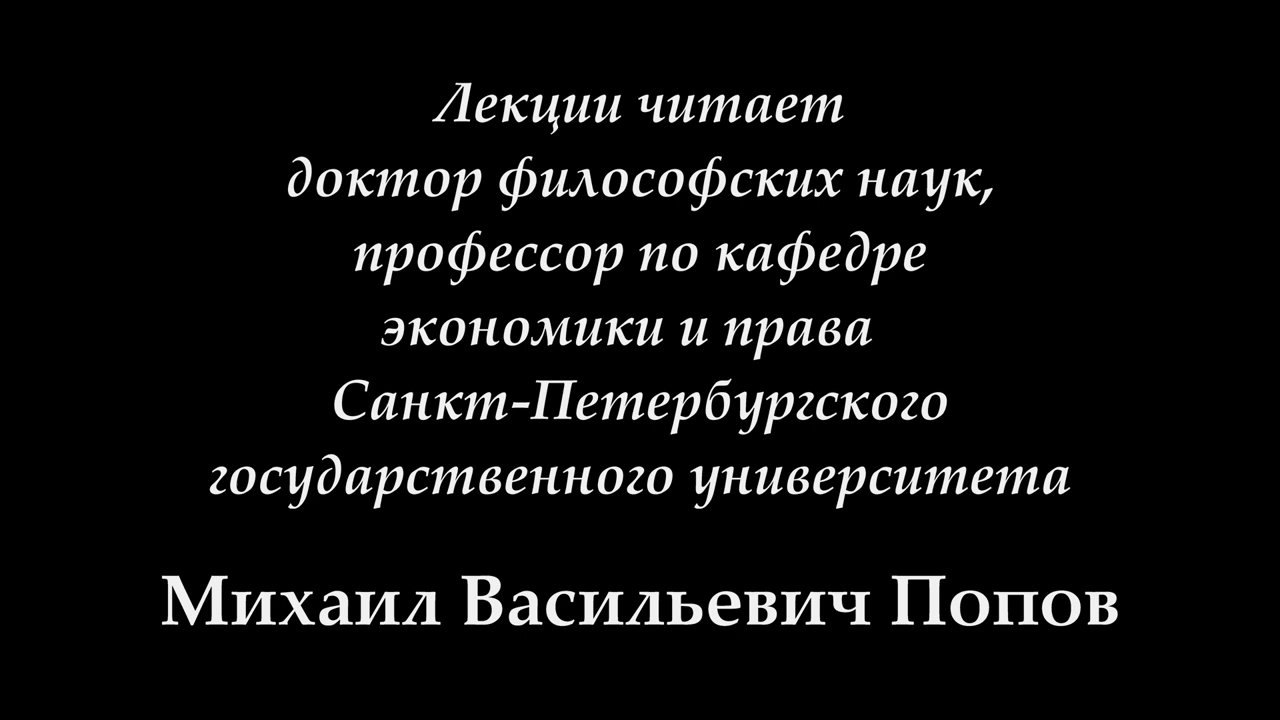 Лекции читает
доктор философских наук,
профессор по кафедре
экономики и права
Санкт-Петербургского
государственного университета
Михаил Васильевич Попов